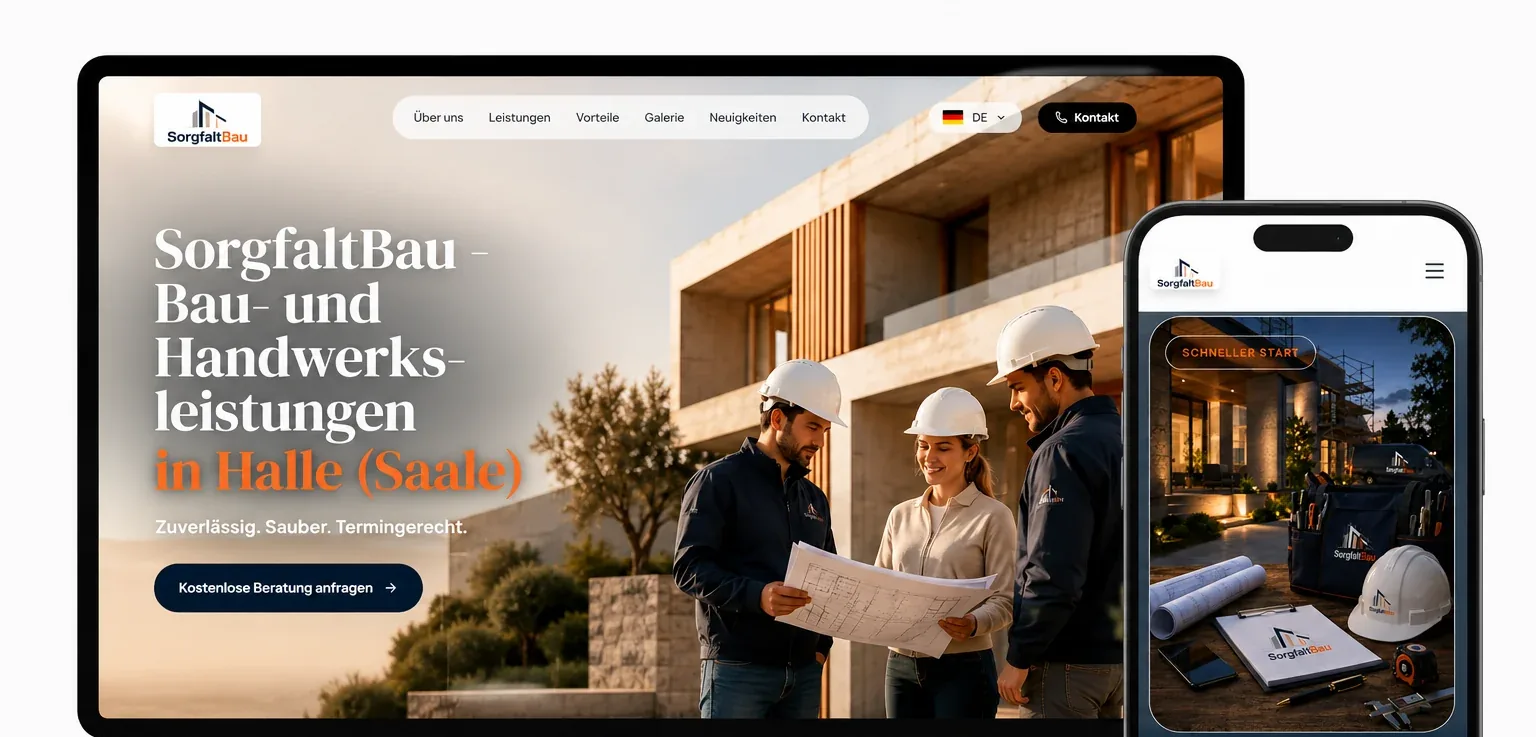 SorgfaltBau
Über uns Leistungen Vorteile Galerie Neuigkeiten Kontakt
DE
Kontakt
SorgfaltBau –
Bau- und
Handwerks-
leistungen
in Halle (Saale)
Zuverlässig. Sauber. Termingerecht.
Kostenlose Beratung anfragen →
SorgfaltBau
SCHNELLER START
SorgfaltBau
SorgfaltBau